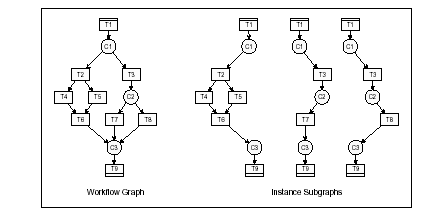 T1 T1 T1 T1
C1 C1 C1 C1
T2 T3 T2 T3 T3
T4 T5 C2 T4 T5 C2 C2
T6 T7 T8 T6 T7 T8
C3 C3 C3 C3
T9 T9 T9 T9
Workflow Graph Instance Subgraphs